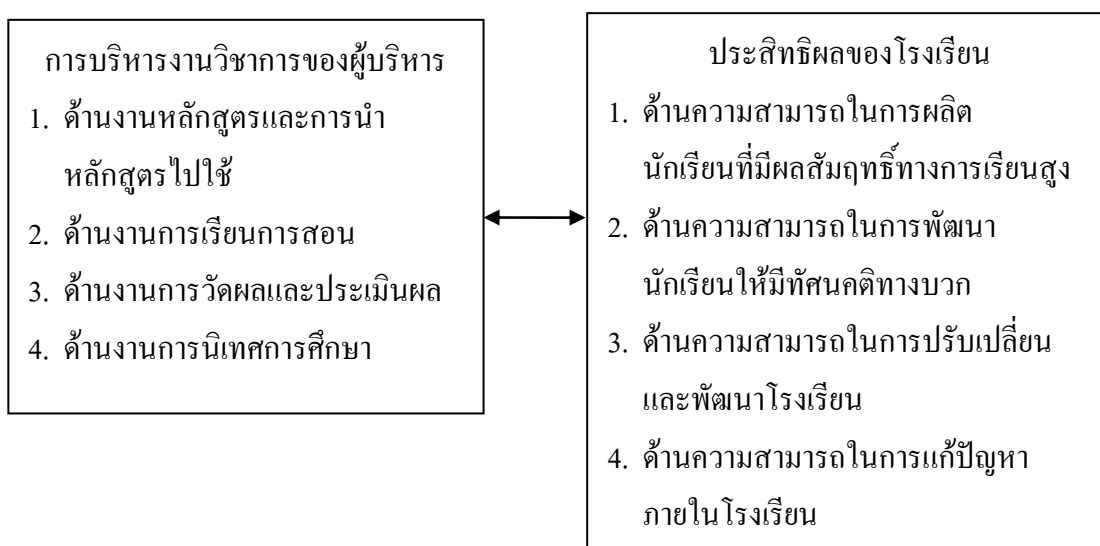 การบริหารงานวิชาการของผู้บริหาร
1. ด้านงานหลักสูตรและการนำ
หลักสูตรไปใช้
2. ด้านงานการเรียนการสอน
3. ด้านงานการวัดผลและประเมินผล
4. ด้านงานการนิเทศการศึกษา
ประสิทธิผลของโรงเรียน
1. ด้านความสามารถในการผลิต
นักเรียนที่มีผลสัมฤทธิ์ทางการเรียนสูง
2. ด้านความสามารถในการพัฒนา
นักเรียนให้มีทัศนคติทางบวก
3. ด้านความสามารถในการปรับเปลี่ยน
และพัฒนาโรงเรียน
4. ด้านความสามารถในการแก้ปัญหา
ภายในโรงเรียน